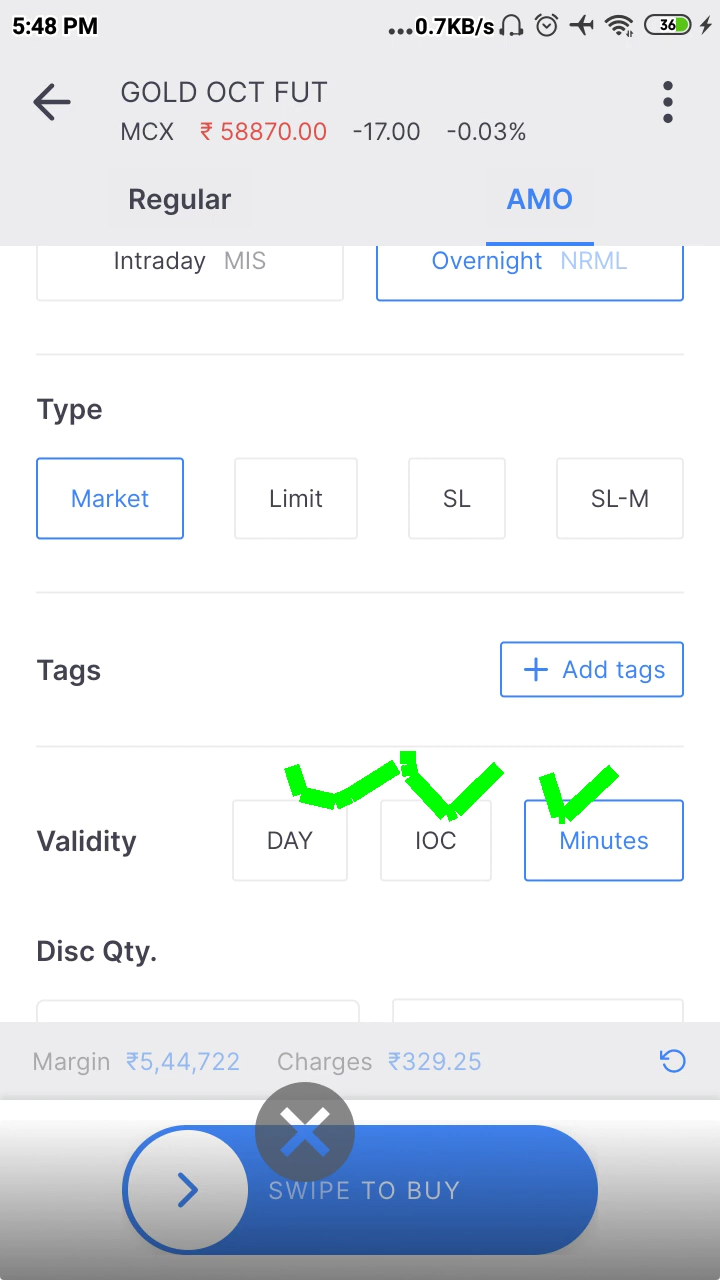 5:48 PM ...0.7KB/s 36
GOLD OCT FUT
MCX ₹ 58870.00 -17.00 -0.03%
Regular AMO
Intraday MIS Overnight NRML
Type
Market Limit SL SL-M
Tags + Add tags
Validity DAY IOC Minutes
Disc Qty.
Margin ₹5,44,722 Charges ₹329.25
SWIPE TO BUY